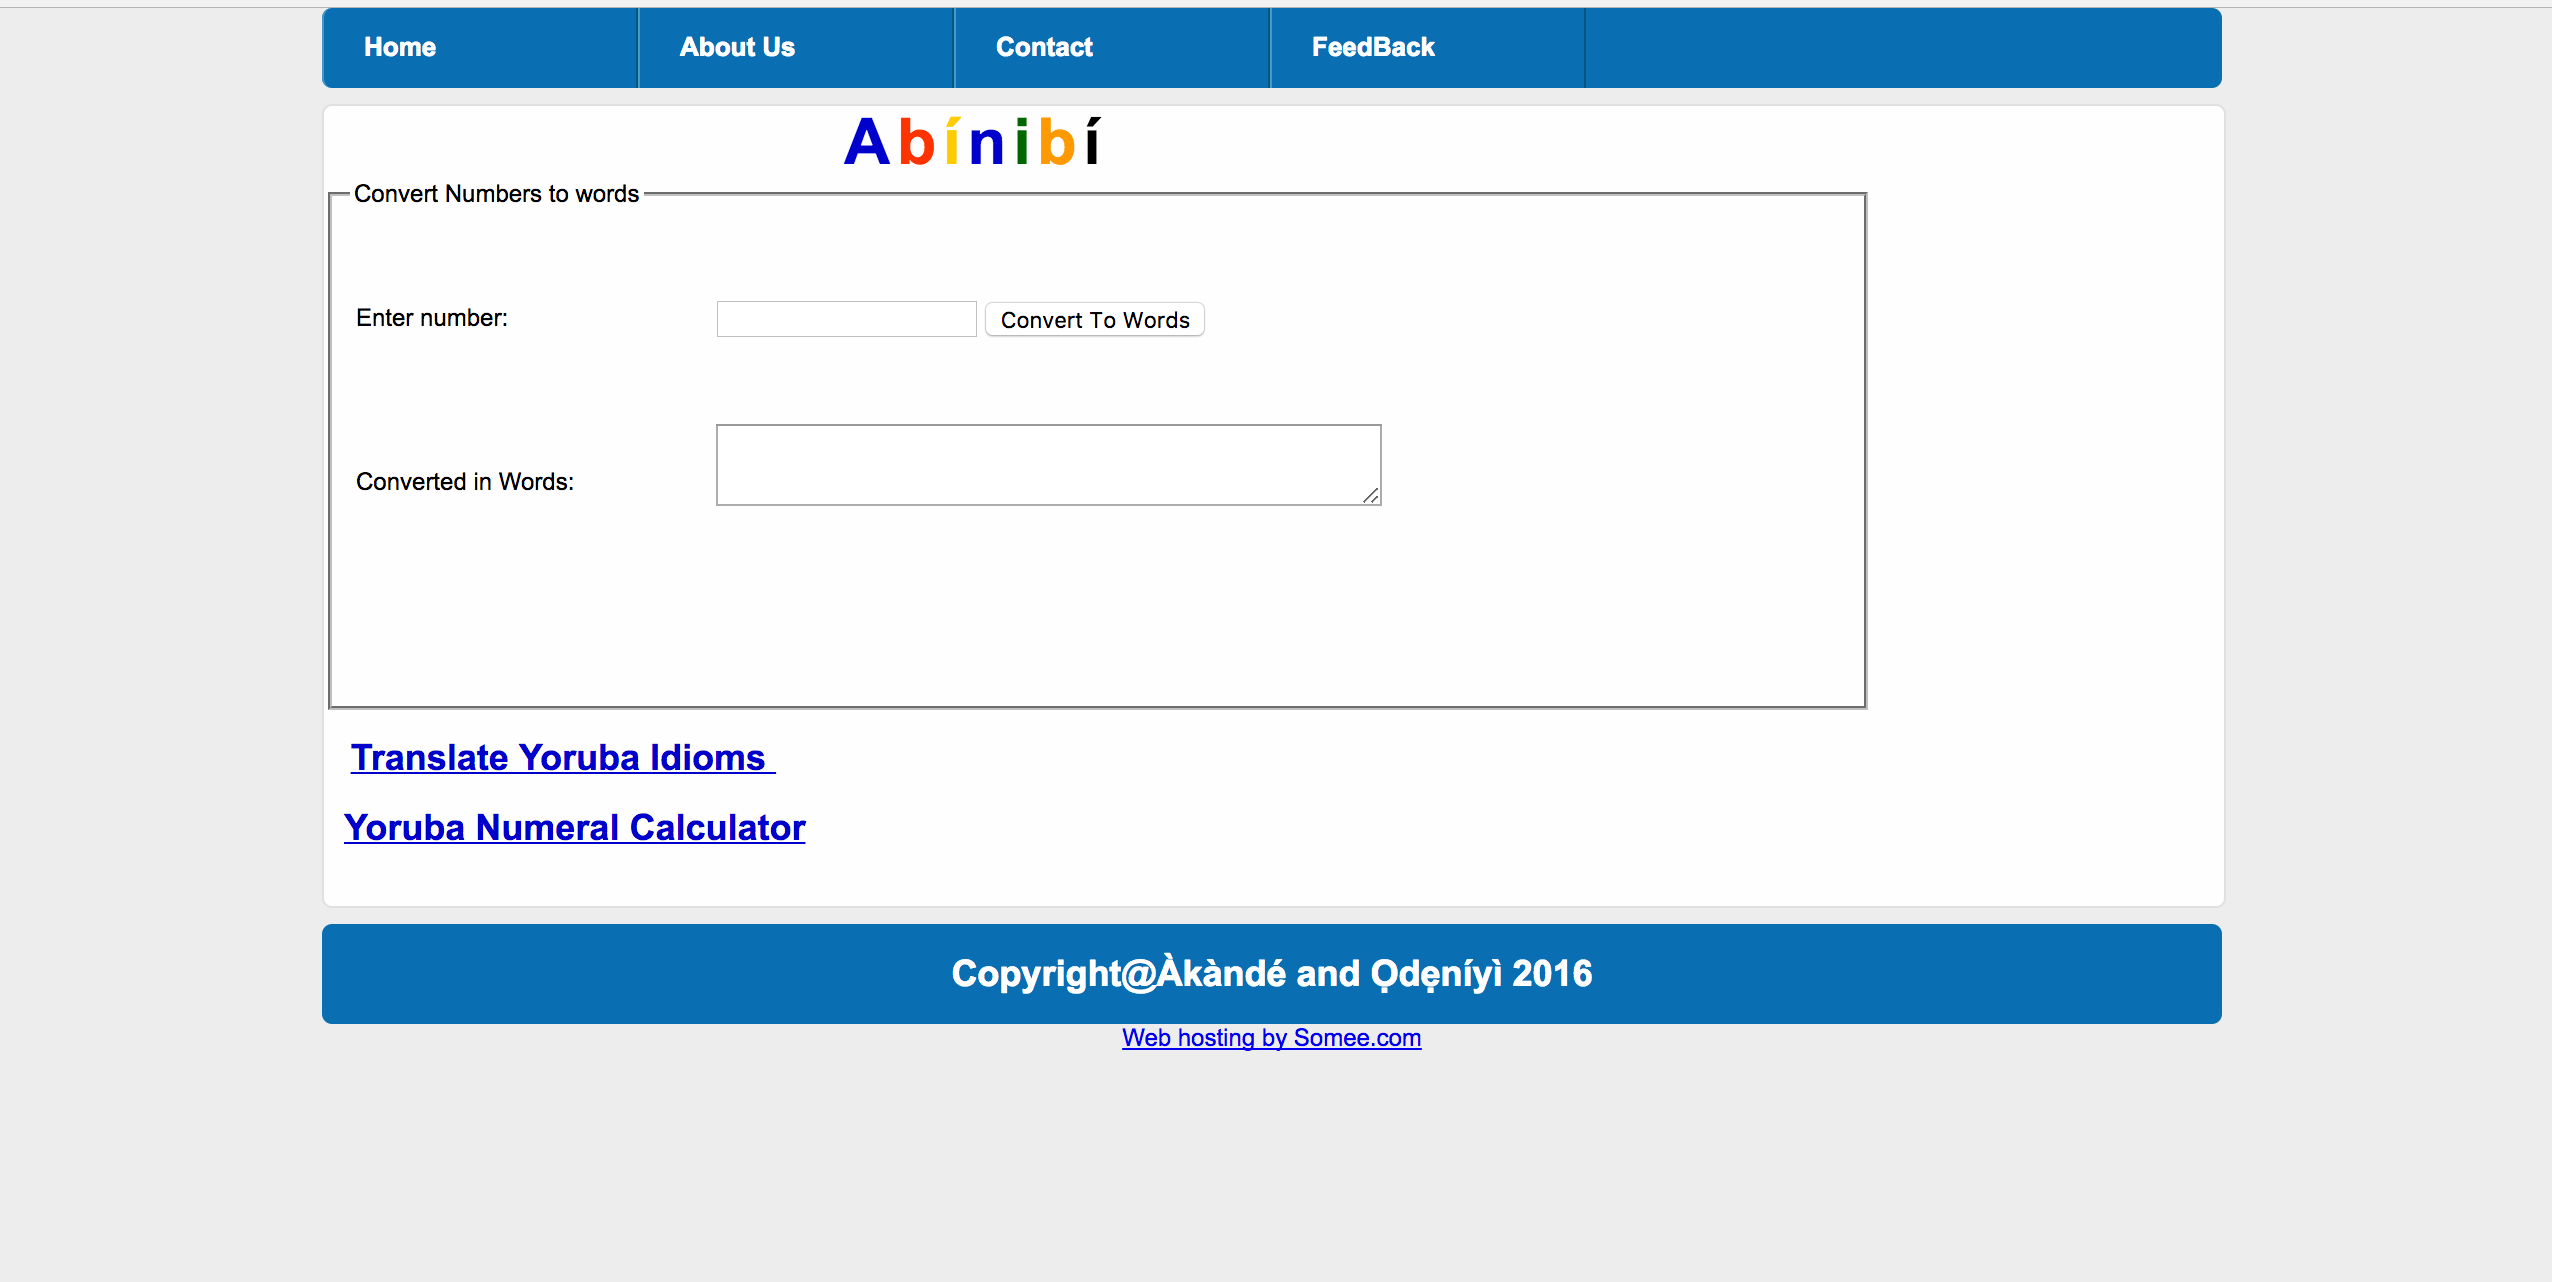 Home About Us Contact FeedBack
Abínibí
Convert Numbers to words
Enter number: Convert To Words
Converted in Words:
Translate Yoruba Idioms
Yoruba Numeral Calculator
Copyright@Àkàndé and Ọdẹníyì 2016
Web hosting by Somee.com